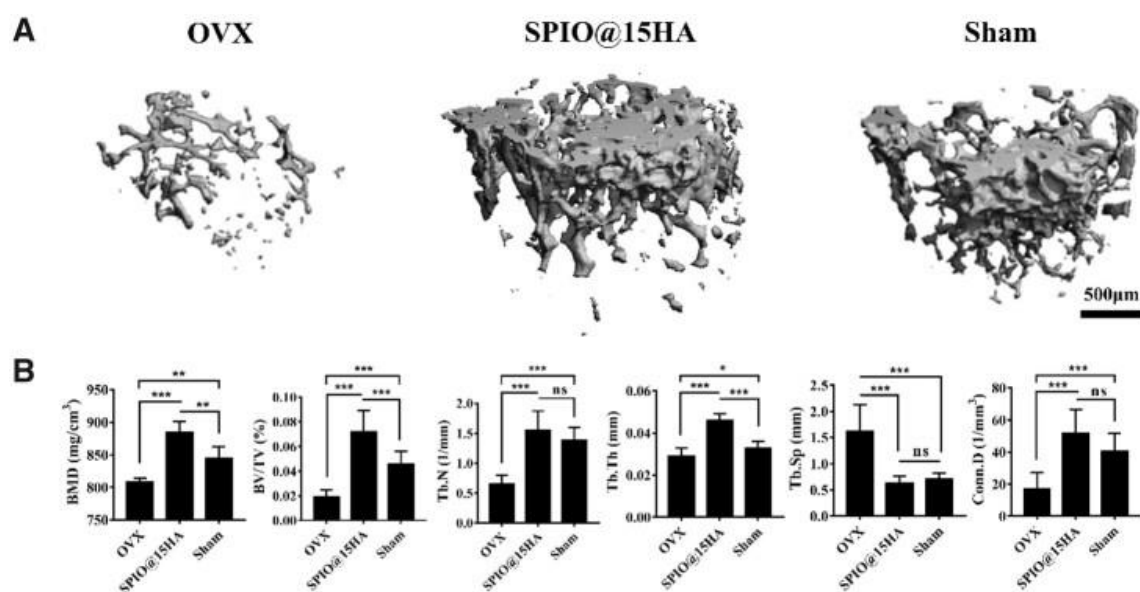 A
OVX
SPIO@15HA
Sham
500μm
B
BMD (mg/cm³)
950
900
850
800
750
**
***
**
OVX
SPIO@15HA
Sham
BV/TV (%)
0.10
0.08
0.06
0.04
0.02
0.00
***
***
***
OVX
SPIO@15HA
Sham
Tb.N (1/mm)
2.0
1.5
1.0
0.5
0.0
***
***
ns
OVX
SPIO@15HA
Sham
Tb.Th (mm)
0.06
0.04
0.02
0.00
*
***
***
OVX
SPIO@15HA
Sham
Tb.Sp (mm)
2.5
2.0
1.5
1.0
0.5
0.0
***
***
ns
OVX
SPIO@15HA
Sham
Conn.D (1/mm³)
80
60
40
20
0
***
***
ns
OVX
SPIO@15HA
Sham